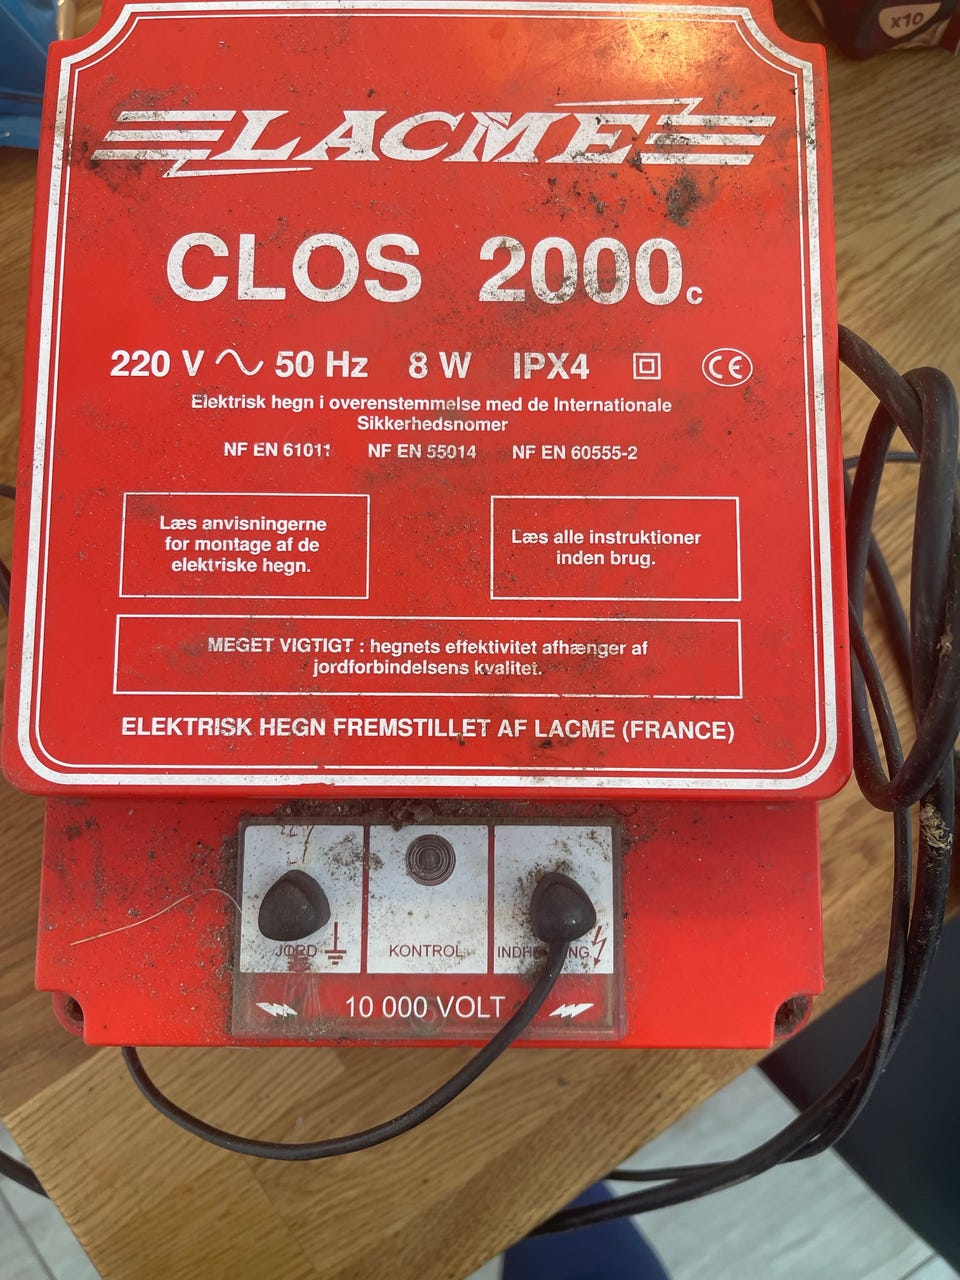 x10
LACME
CLOS 2000c
220 V ~ 50 Hz 8 W IPX4 CE
Elektrisk hegn i overenstemmelse med de Internationale
Sikkerhedsnomer
NF EN 61011 NF EN 55014 NF EN 60555-2
Læs anvisningerne
for montage af de
elektriske hegn.
Læs alle instruktioner
inden brug.
MEGET VIGTIGT : hegnets effektivitet afhænger af
jordforbindelsens kvalitet.
ELEKTRISK HEGN FREMSTILLET AF LACME (FRANCE)
JORD
KONTROL
10 000 VOLT